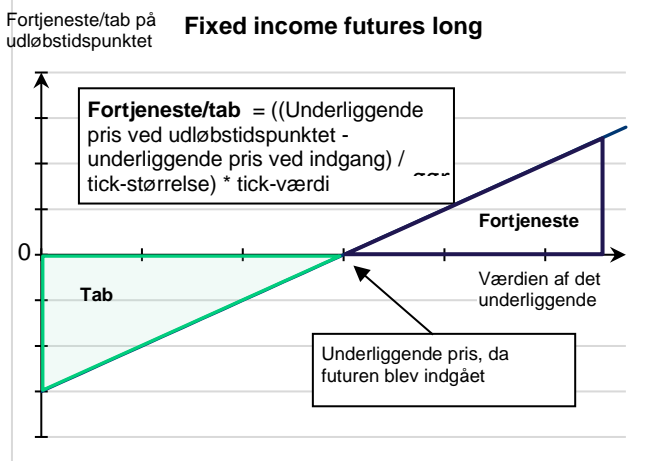 Fortjeneste/tab på
udløbstidspunktet
Fixed income futures long
Fortjeneste/tab = ((Underliggende
pris ved udløbstidspunktet -
underliggende pris ved indgang) /
tick-størrelse) * tick-værdi
Fortjeneste
0
Værdien af det
underliggende
Tab
Underliggende pris, da
futuren blev indgået